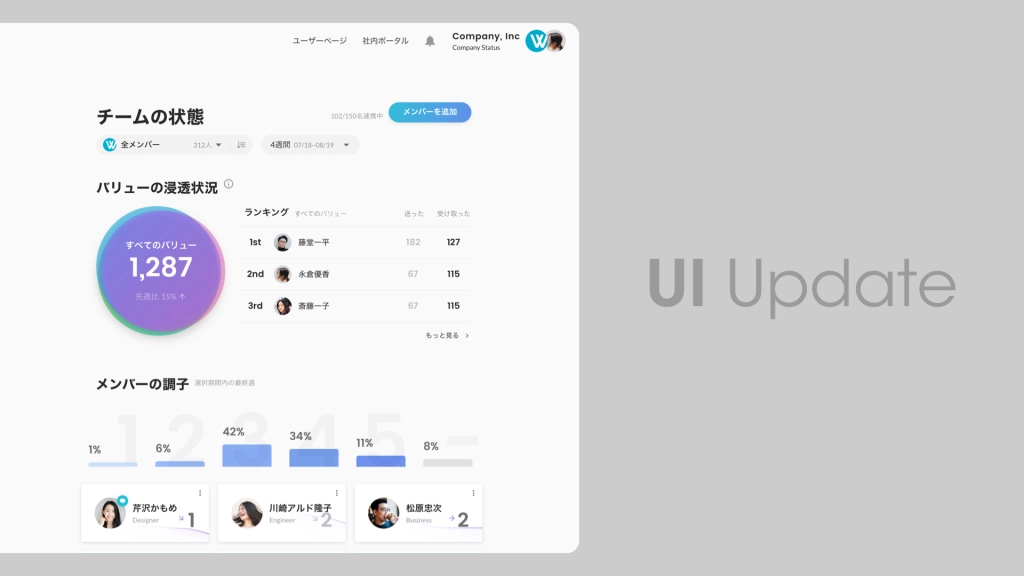 ユーザーページ 社内ポータル Company, Inc
Company Status
チームの状態 102/150名連携中 メンバーを追加
全メンバー 312人 4週間 07/18~08/19
バリューの浸透状況
すべてのバリュー
1,287
先週比 15% ↑
ランキング すべてのバリュー 送った 受け取った
1st 藤堂一平 182 127
2nd 永倉優香 67 115
3rd 斎藤一子 67 115
もっと見る >
UI Update
メンバーの調子 選択期間内の最終週
1 2 3 4 5 –
1% 6% 42% 34% 11% 8%
芹沢かもめ
Designer 1
川崎アルド隆子
Engineer 2
松原忠次
Business 2